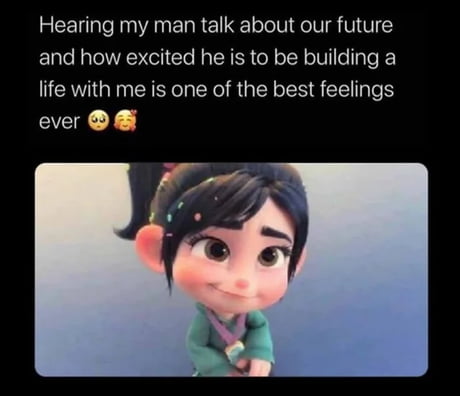 Hearing my man talk about our future
and how excited he is to be building a
life with me is one of the best feelings
ever 🥺🥰